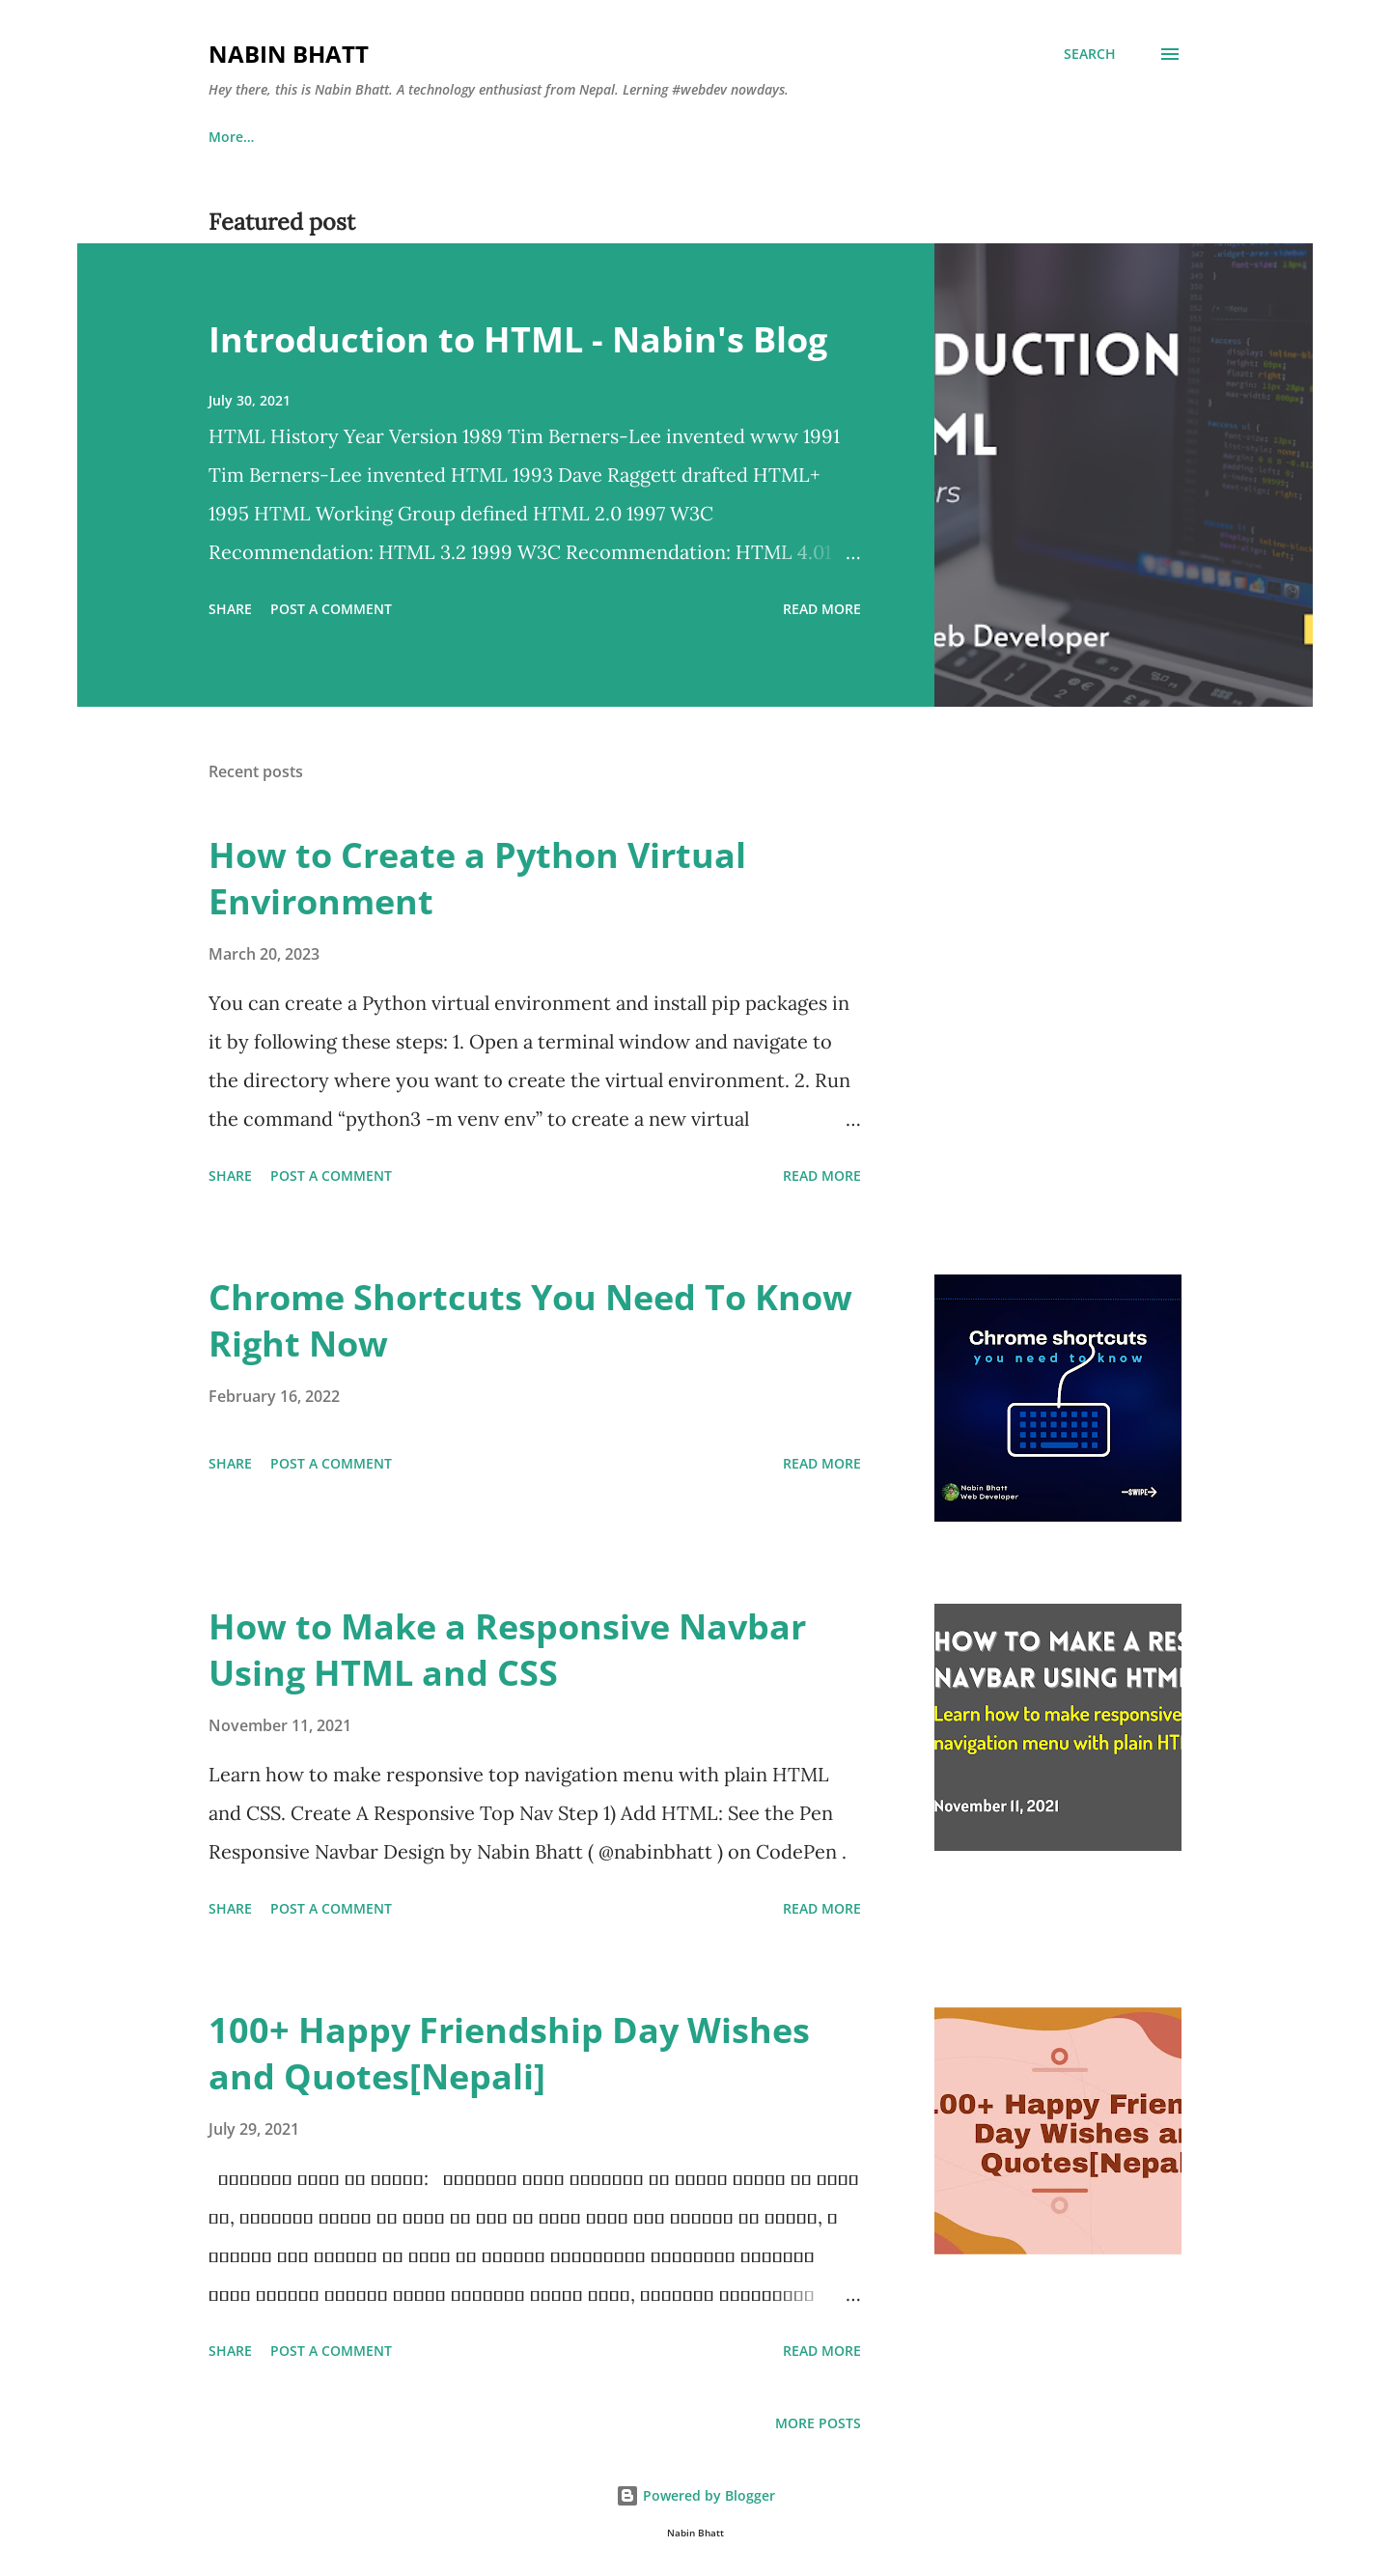 NABIN BHATT
SEARCH
Hey there, this is Nabin Bhatt. A technology enthusiast from Nepal. Lerning #webdev nowdays.
More…
Featured post
Introduction to HTML - Nabin's Blog
July 30, 2021
HTML History Year Version 1989 Tim Berners-Lee invented www 1991
Tim Berners-Lee invented HTML 1993 Dave Raggett drafted HTML+
1995 HTML Working Group defined HTML 2.0 1997 W3C
Recommendation: HTML 3.2 1999 W3C Recommendation: HTML 4.01 …
SHARE POST A COMMENT READ MORE
DUCTION
ML
rs
eb Developer
Recent posts
How to Create a Python Virtual
Environment
March 20, 2023
You can create a Python virtual environment and install pip packages in
it by following these steps: 1. Open a terminal window and navigate to
the directory where you want to create the virtual environment. 2. Run
the command “python3 -m venv env” to create a new virtual …
SHARE POST A COMMENT READ MORE
Chrome Shortcuts You Need To Know
Right Now
February 16, 2022
SHARE POST A COMMENT READ MORE
Chrome shortcuts
you need to know
Nabin Bhatt
Web Developer
SWIPE
How to Make a Responsive Navbar
Using HTML and CSS
November 11, 2021
Learn how to make responsive top navigation menu with plain HTML
and CSS. Create A Responsive Top Nav Step 1) Add HTML: See the Pen
Responsive Navbar Design by Nabin Bhatt ( @nabinbhatt ) on CodePen .
SHARE POST A COMMENT READ MORE
HOW TO MAKE A RES
NAVBAR USING HTM
Learn how to make responsive
navigation menu with plain HT
November 11, 2021
100+ Happy Friendship Day Wishes
and Quotes[Nepali]
July 29, 2021
SHARE POST A COMMENT READ MORE
100+ Happy Frien
Day Wishes a
Quotes[Nepal
MORE POSTS
Powered by Blogger
Nabin Bhatt